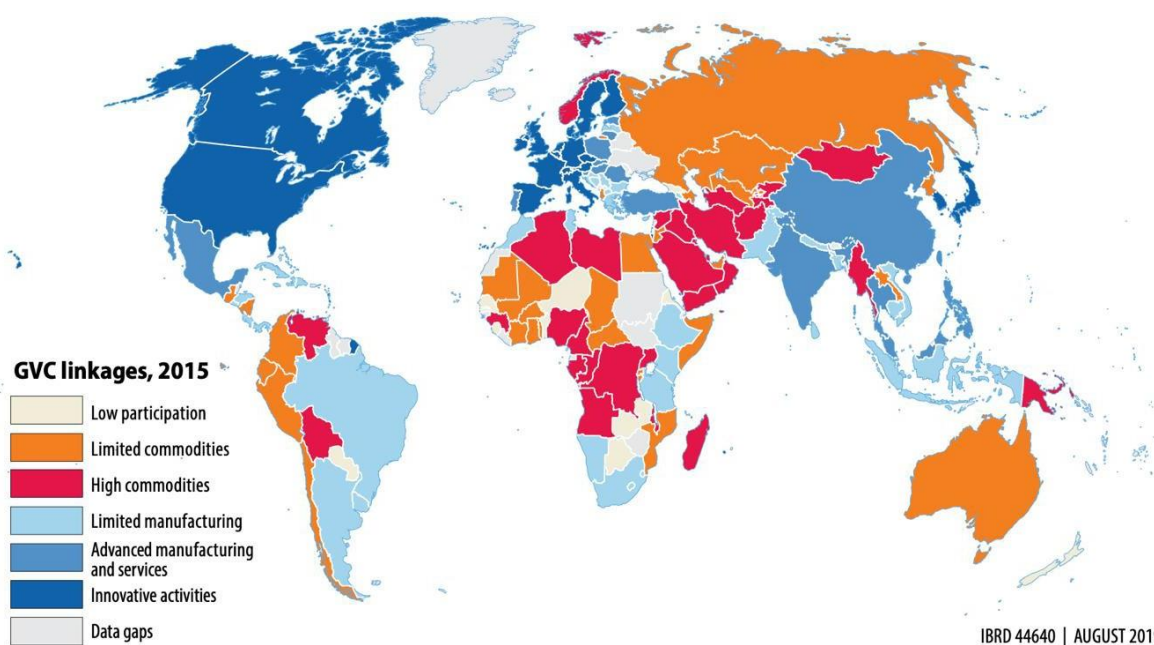 GVC linkages, 2015
Low participation
Limited commodities
High commodities
Limited manufacturing
Advanced manufacturing
and services
Innovative activities
Data gaps
IBRD 44640 | AUGUST 201